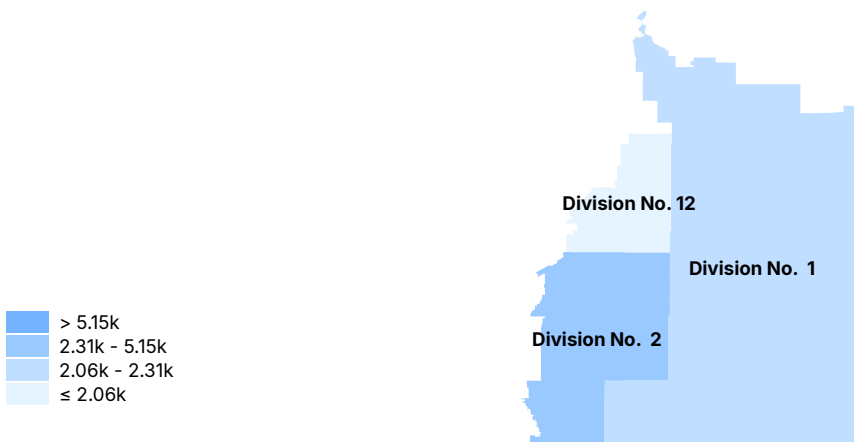 Division No. 12
Division No. 1
Division No. 2
> 5.15k
2.31k - 5.15k
2.06k - 2.31k
≤ 2.06k